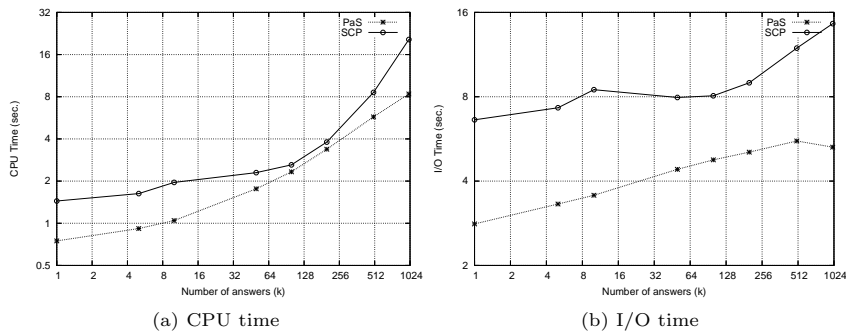 32
16
8
4
2
1
0.5
CPU Time (sec.)
PaS
SCP
1 2 4 8 16 32 64 128 256 512 1024
Number of answers (k)
(a) CPU time
16
8
4
2
I/O Time (sec.)
PaS
SCP
1 2 4 8 16 32 64 128 256 512 1024
Number of answers (k)
(b) I/O time